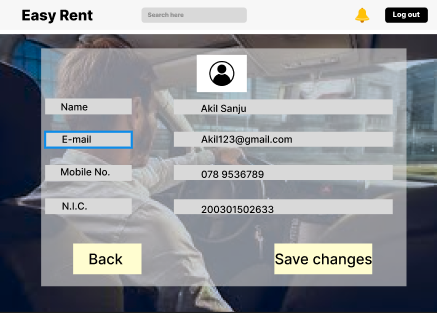 Easy Rent Search here Log out
Name Akil Sanju
E-mail Akil123@gmail.com
Mobile No. 078 9536789
N.I.C. 200301502633
Back Save changes